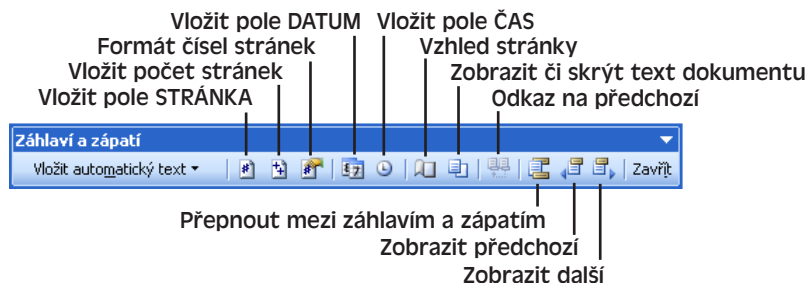 Vložit pole DATUM Vložit pole ČAS
Formát čísel stránek Vzhled stránky
Vložit počet stránek Zobrazit či skrýt text dokumentu
Vložit pole STRÁNKA Odkaz na předchozí
Záhlaví a zápatí
Vložit automatický text Zavřít
Přepnout mezi záhlavím a zápatím
Zobrazit předchozí
Zobrazit další